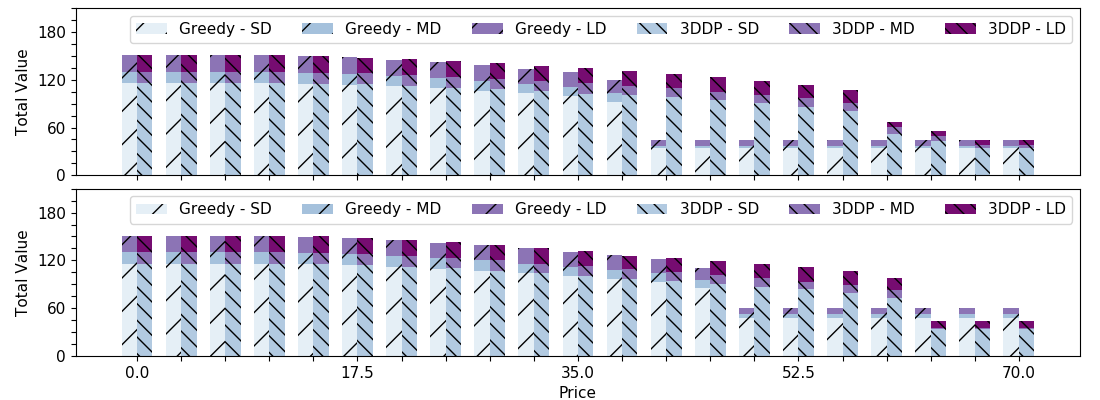 Total Value
180
120
60
0
Greedy - SD Greedy - MD Greedy - LD 3DDP - SD 3DDP - MD 3DDP - LD
Total Value
180
120
60
0
Greedy - SD Greedy - MD Greedy - LD 3DDP - SD 3DDP - MD 3DDP - LD
0.0 17.5 35.0 52.5 70.0
Price